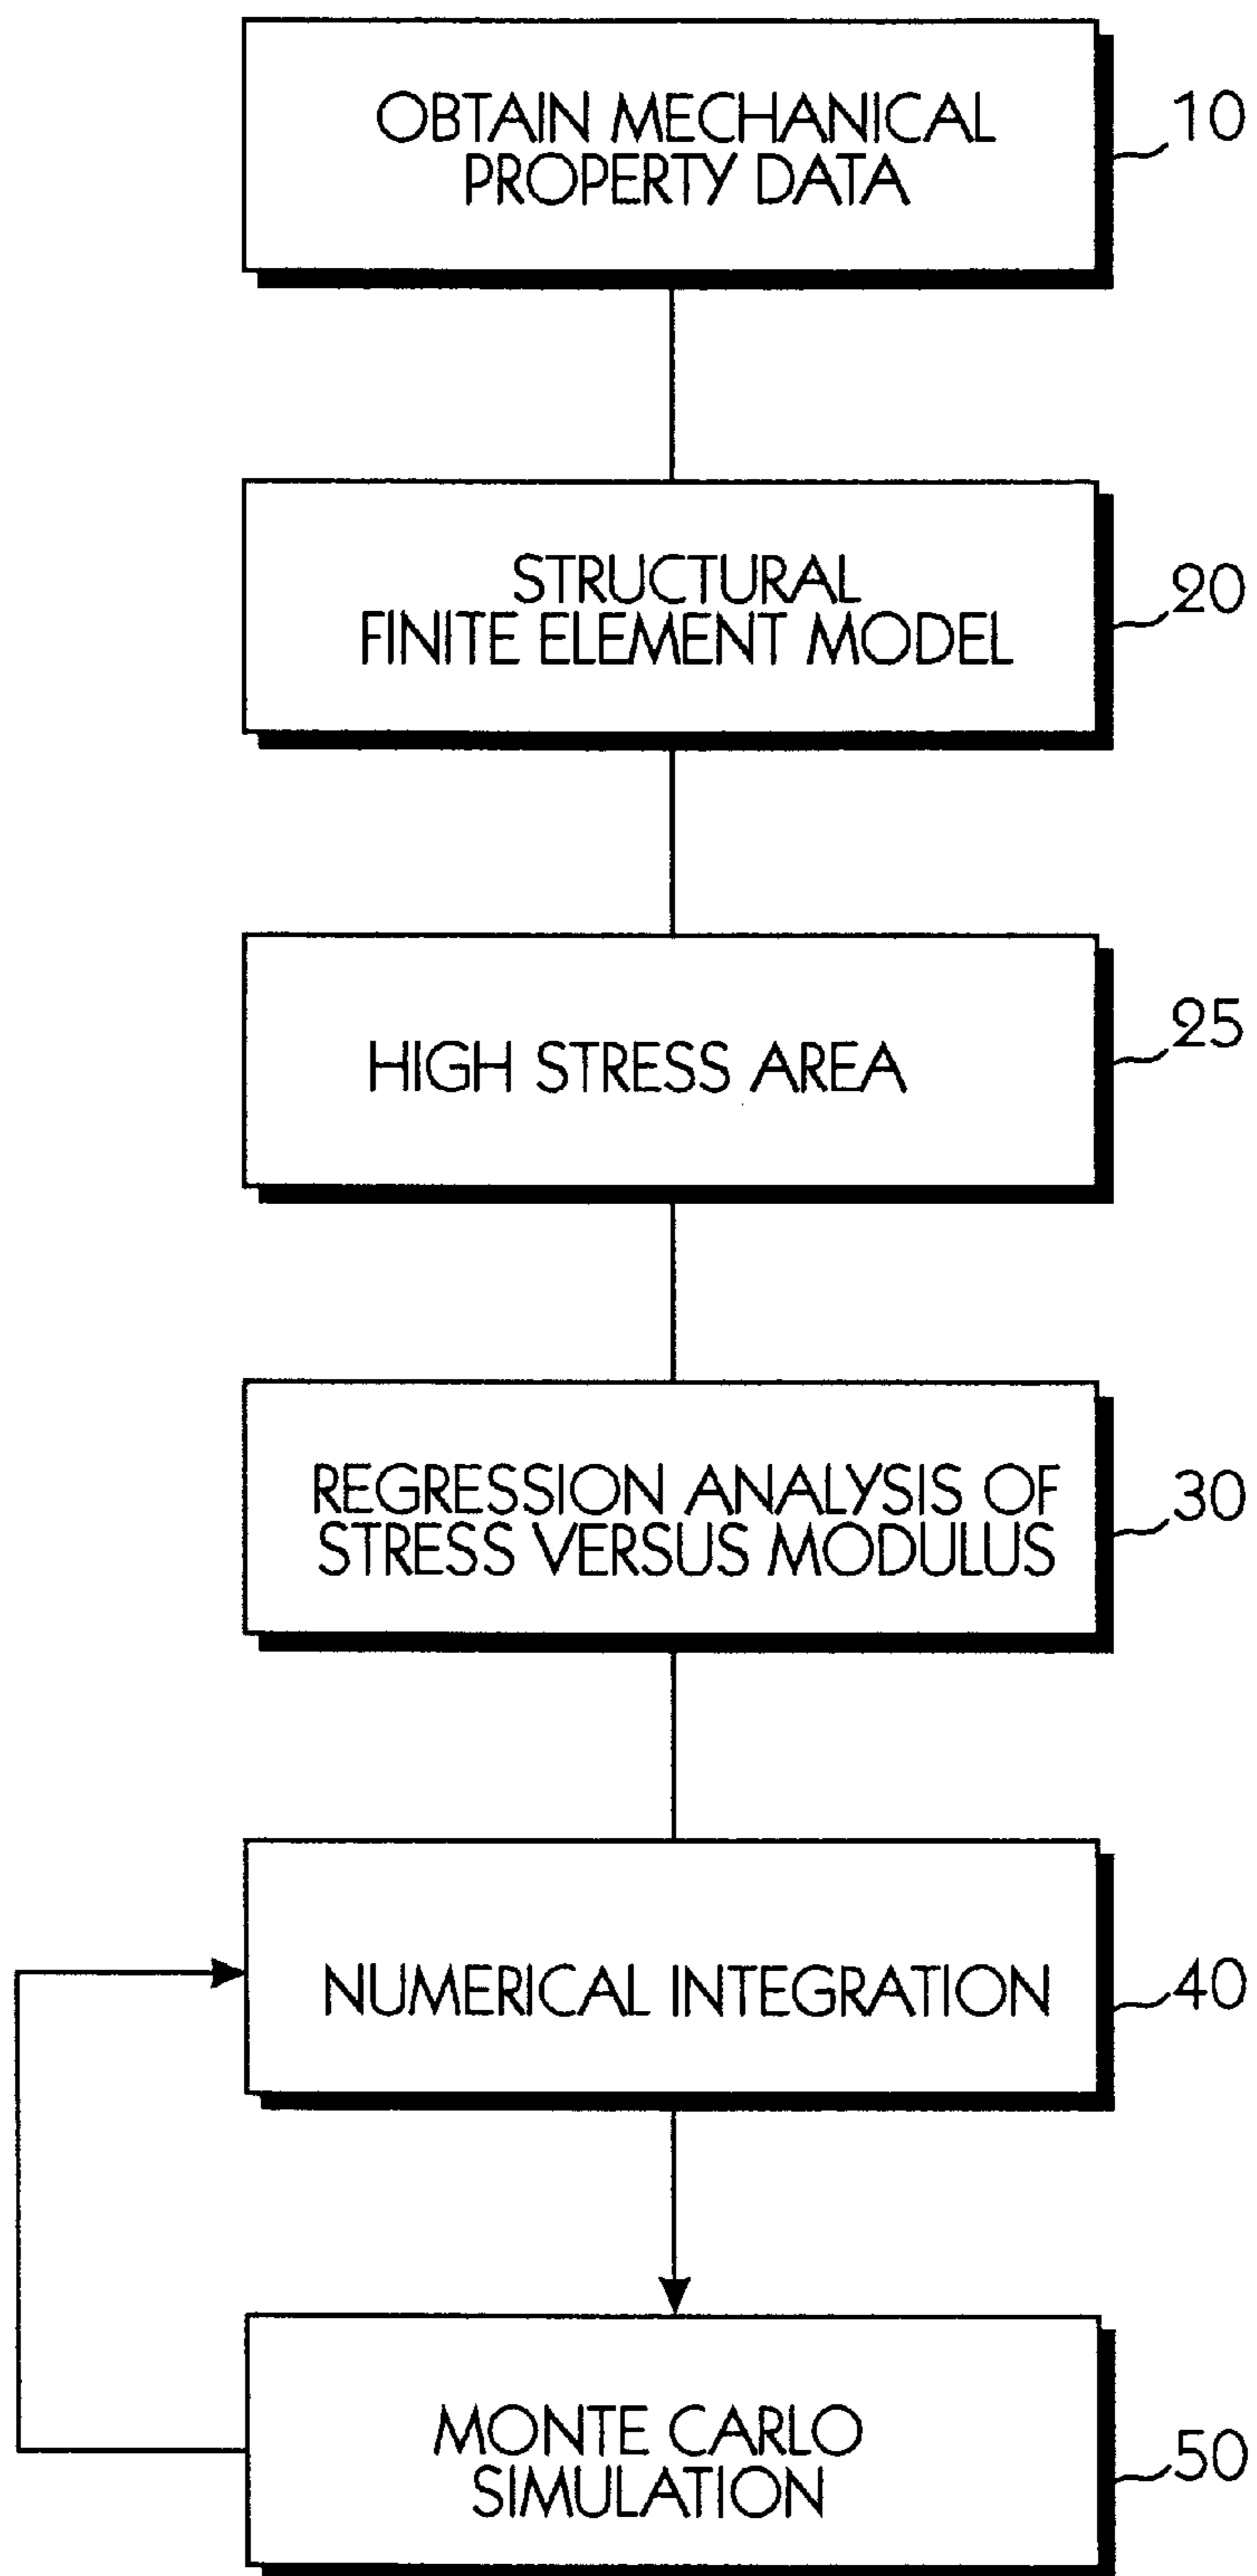 OBTAIN MECHANICAL
PROPERTY DATA
10
STRUCTURAL
FINITE ELEMENT MODEL
20
HIGH STRESS AREA
25
REGRESSION ANALYSIS OF
STRESS VERSUS MODULUS
30
NUMERICAL INTEGRATION
40
MONTE CARLO
SIMULATION
50